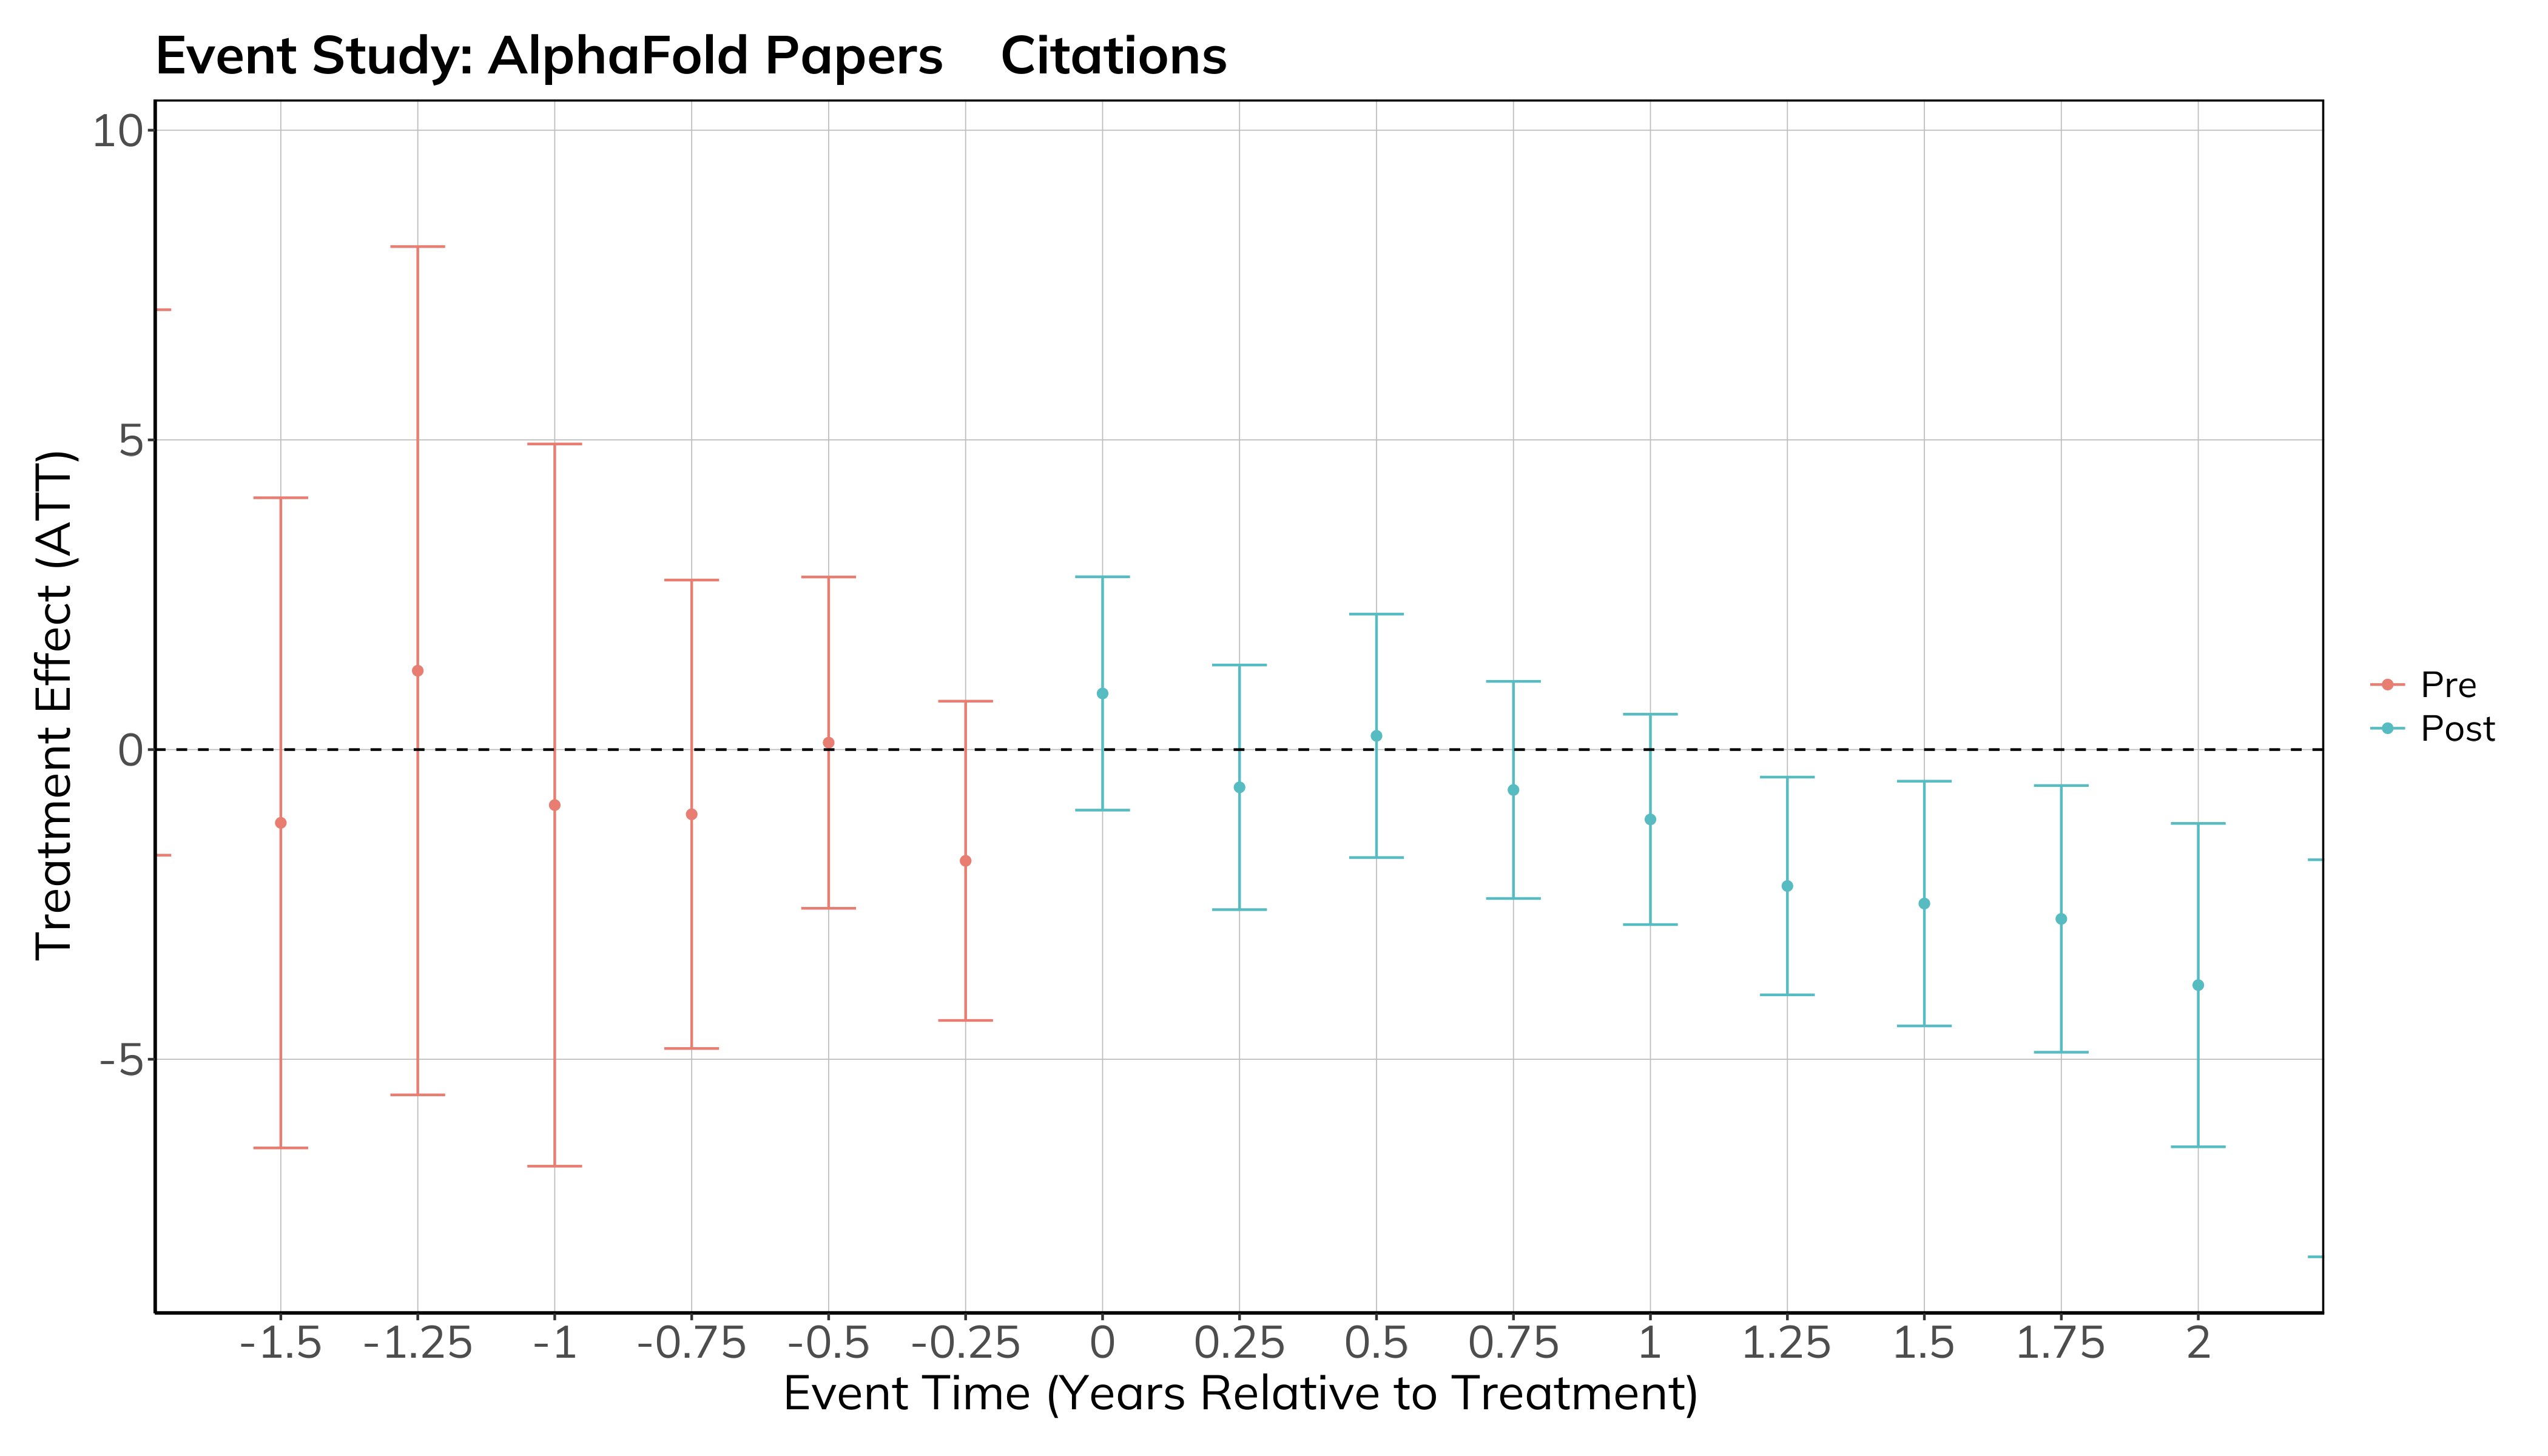 Event Study: AlphaFold Papers    Citations
10
5
0
-5
Treatment Effect (ATT)
-1.5 -1.25 -1 -0.75 -0.5 -0.25 0 0.25 0.5 0.75 1 1.25 1.5 1.75 2
Event Time (Years Relative to Treatment)
Pre
Post